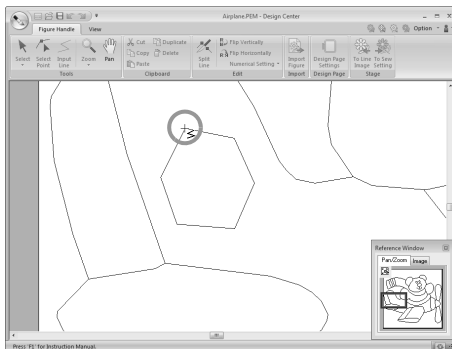 Airplane.PEM - Design Center
Figure Handle View
Option
Select Select Point Input Line Zoom Pan
Tools
Cut Duplicate
Copy Delete
Paste
Clipboard
Split Line
Flip Vertically
Flip Horizontally
Numerical Setting
Edit
Import Figure
Import
Design Page Settings
Design Page
To Line Image To Sew Setting
Stage
Reference Window
Pan/Zoom Image
Press 'F1' for Instruction Manual.